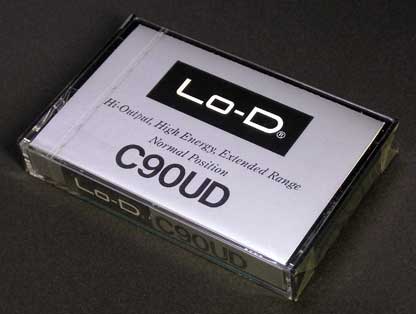 Lo-D®
Hi-Output, High Energy, Extended Range
Normal Position
C90UD
Lo-D C90UD